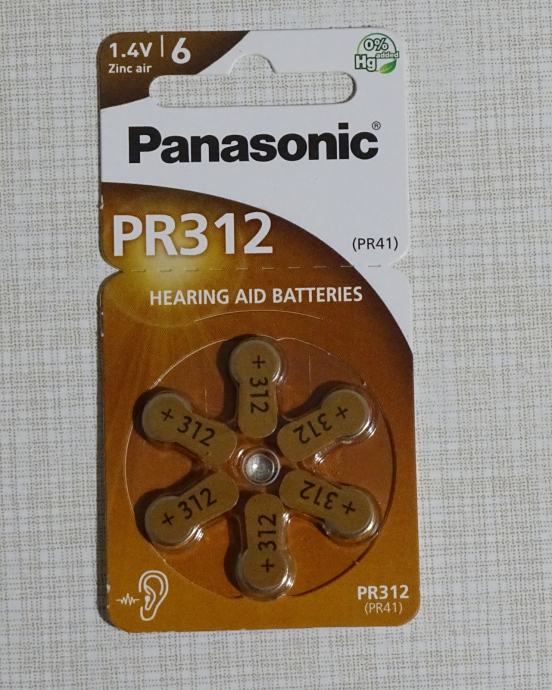 1.4V | 6
Zinc air
0%
Hg added
Panasonic®
PR312
(PR41)
HEARING AID BATTERIES
+ 312
+ 312
+ 312
+ 312
+ 312
+ 312
PR312
(PR41)